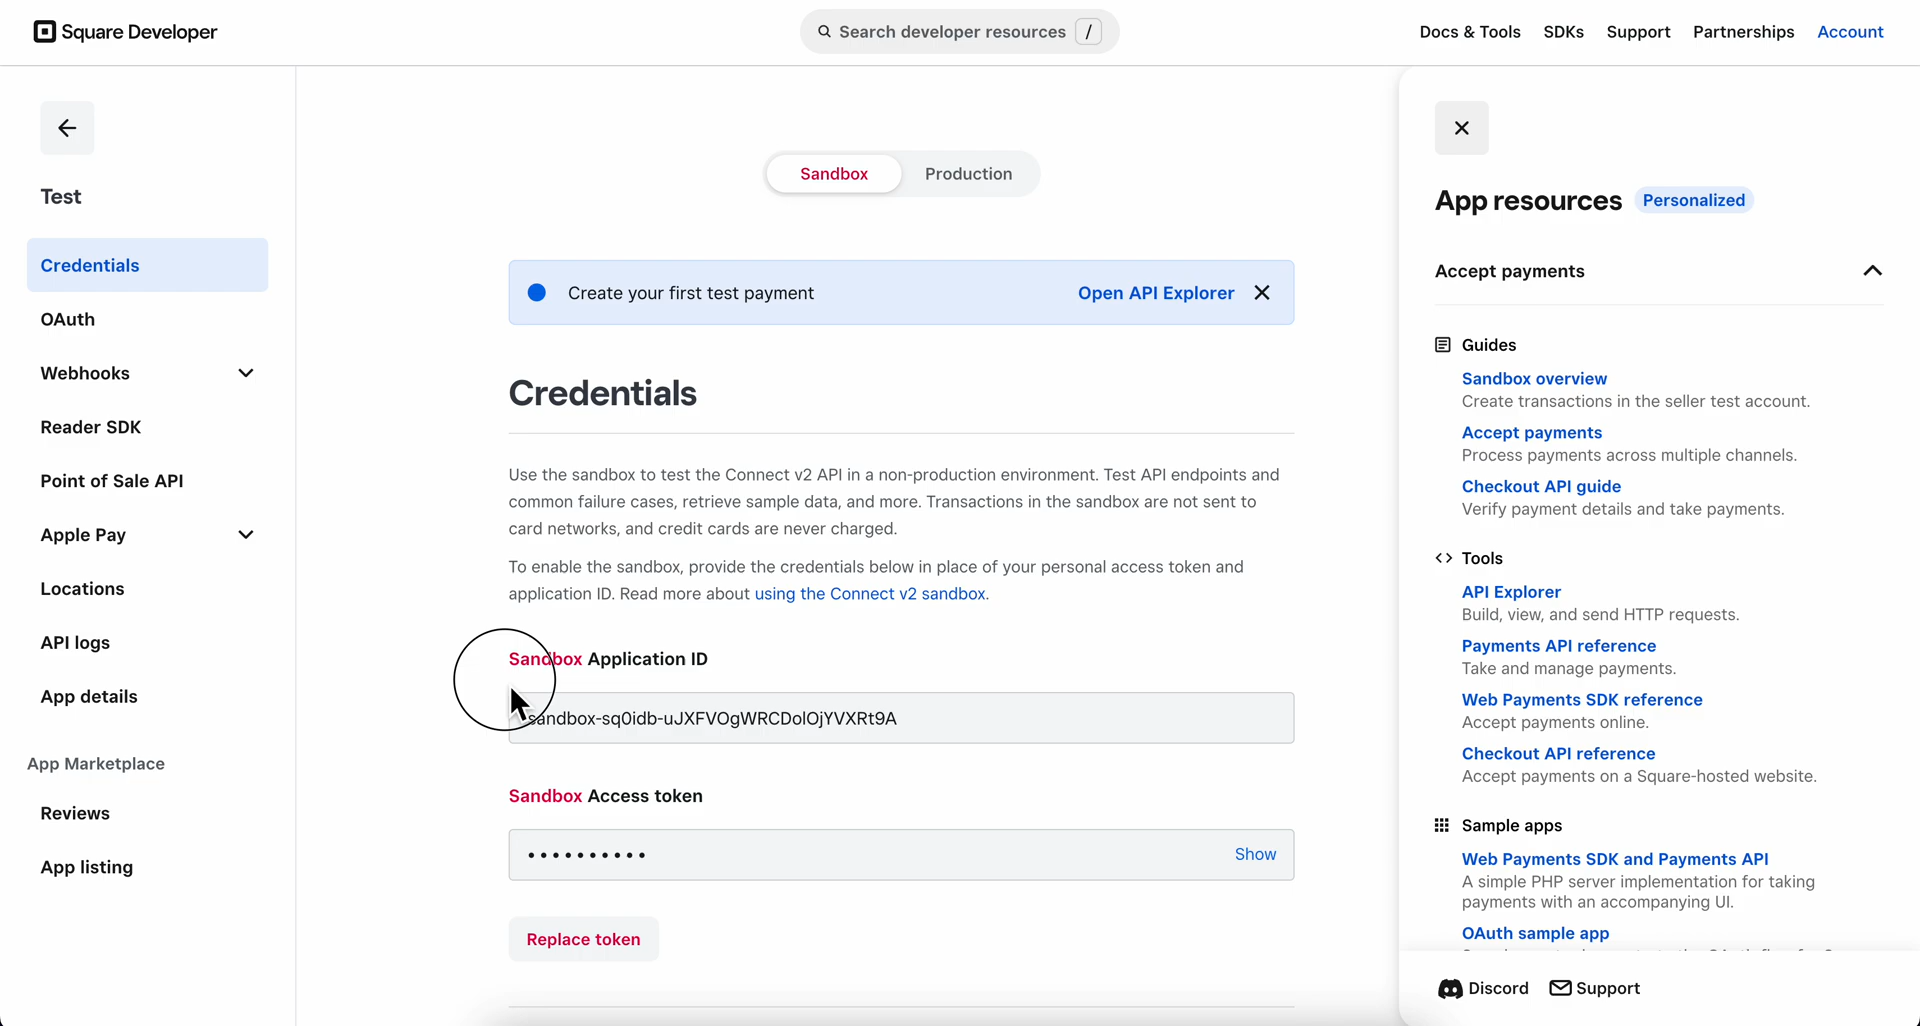 Square Developer
Search developer resources /
Docs & Tools
SDKs
Support
Partnerships
Account
Test
Credentials
OAuth
Webhooks
Reader SDK
Point of Sale API
Apple Pay
Locations
API logs
App details
App Marketplace
Reviews
App listing
Sandbox
Production
Create your first test payment
Open API Explorer
Credentials
Use the sandbox to test the Connect v2 API in a non-production environment. Test API endpoints and
common failure cases, retrieve sample data, and more. Transactions in the sandbox are not sent to
card networks, and credit cards are never charged.
To enable the sandbox, provide the credentials below in place of your personal access token and
application ID. Read more about using the Connect v2 sandbox.
Sandbox Application ID
sandbox-sq0idb-uJXFVOgWRCDolOjYVXRt9A
Sandbox Access token
••••••••••
Show
Replace token
App resources
Personalized
Accept payments
Guides
Sandbox overview
Create transactions in the seller test account.
Accept payments
Process payments across multiple channels.
Checkout API guide
Verify payment details and take payments.
Tools
API Explorer
Build, view, and send HTTP requests.
Payments API reference
Take and manage payments.
Web Payments SDK reference
Accept payments online.
Checkout API reference
Accept payments on a Square-hosted website.
Sample apps
Web Payments SDK and Payments API
A simple PHP server implementation for taking
payments with an accompanying UI.
OAuth sample app
Discord
Support